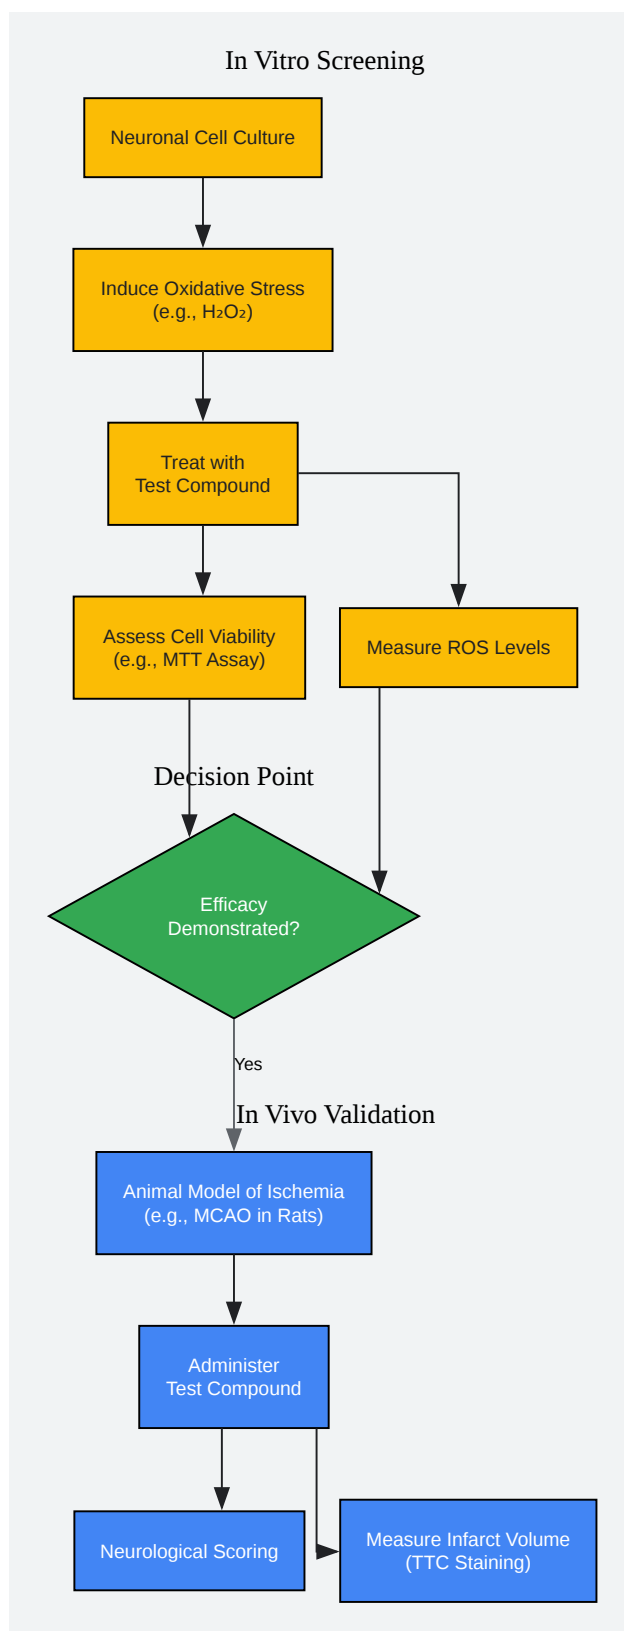 In Vitro Screening
Neuronal Cell Culture
Induce Oxidative Stress
(e.g., H₂O₂)
Treat with
Test Compound
Assess Cell Viability
(e.g., MTT Assay)
Measure ROS Levels
Decision Point
Efficacy
Demonstrated?
Yes
In Vivo Validation
Animal Model of Ischemia
(e.g., MCAO in Rats)
Administer
Test Compound
Neurological Scoring
Measure Infarct Volume
(TTC Staining)